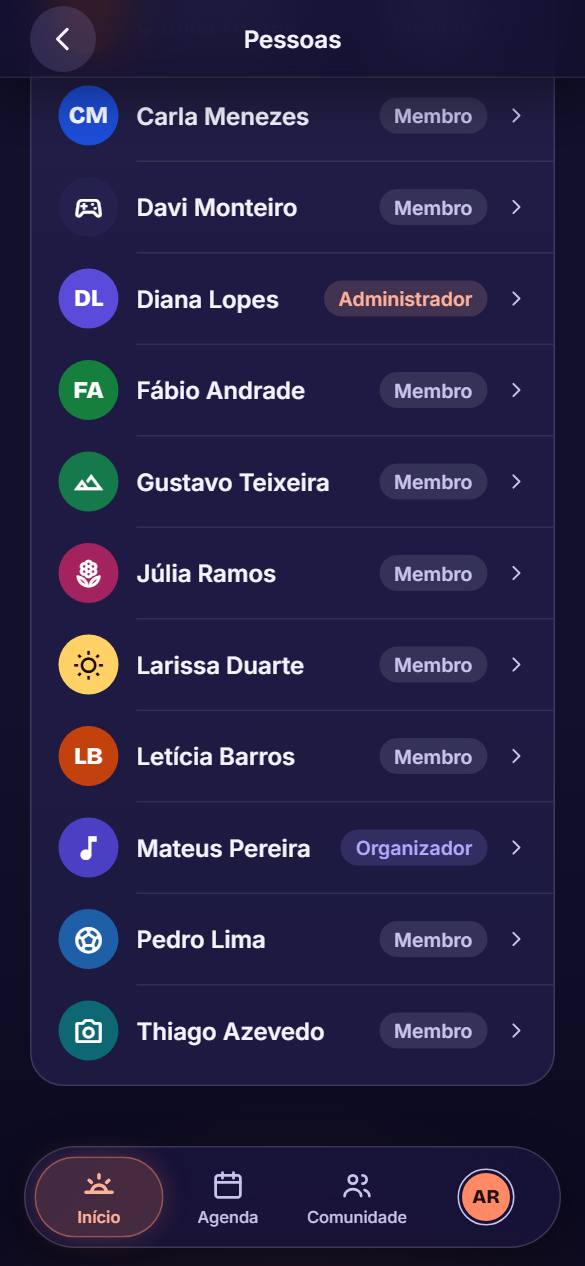 Pessoas
CM Carla Menezes Membro
Davi Monteiro Membro
DL Diana Lopes Administrador
FA Fábio Andrade Membro
Gustavo Teixeira Membro
Júlia Ramos Membro
Larissa Duarte Membro
LB Letícia Barros Membro
Mateus Pereira Organizador
Pedro Lima Membro
Thiago Azevedo Membro
Início Agenda Comunidade AR